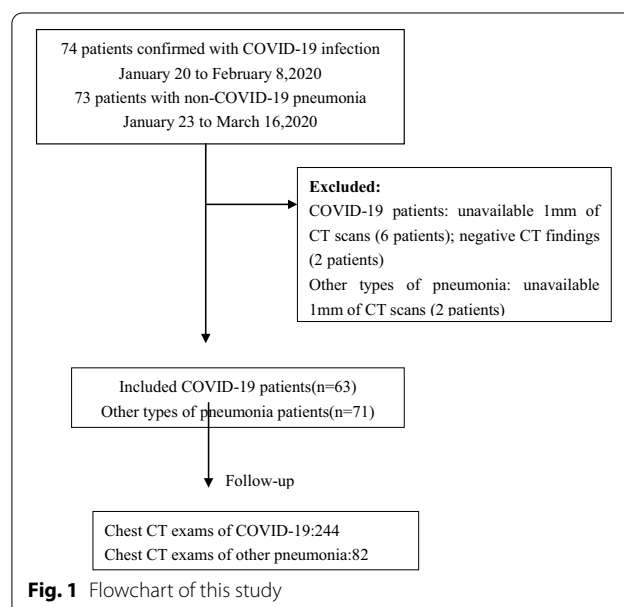 74 patients confirmed with COVID-19 infection
January 20 to February 8,2020
73 patients with non-COVID-19 pneumonia
January 23 to March 16,2020
Excluded:
COVID-19 patients: unavailable 1mm of
CT scans (6 patients); negative CT findings
(2 patients)
Other types of pneumonia: unavailable
1mm of CT scans (2 patients)
Included COVID-19 patients(n=63)
Other types of pneumonia patients(n=71)
Follow-up
Chest CT exams of COVID-19:244
Chest CT exams of other pneumonia:82
Fig. 1 Flowchart of this study